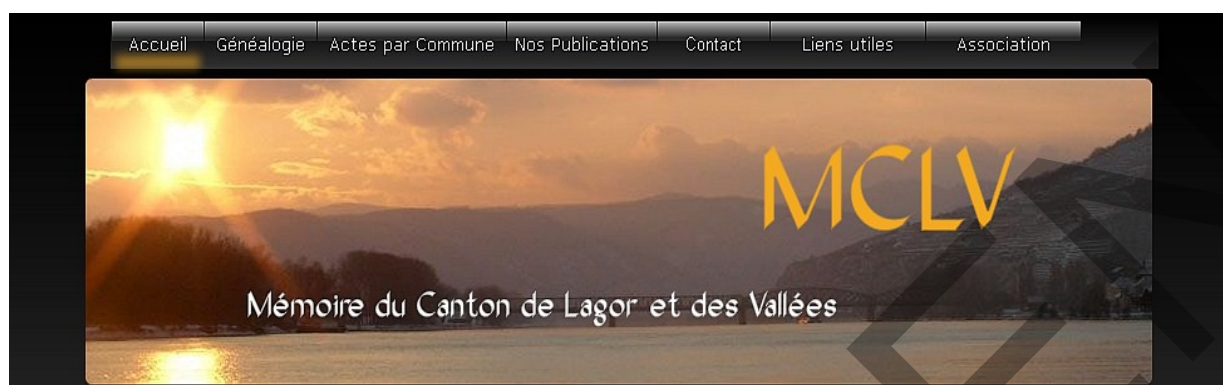 Accueil Généalogie Actes par Commune Nos Publications Contact Liens utiles Association
MCLV
Mémoire du Canton de Lagor et des Vallées